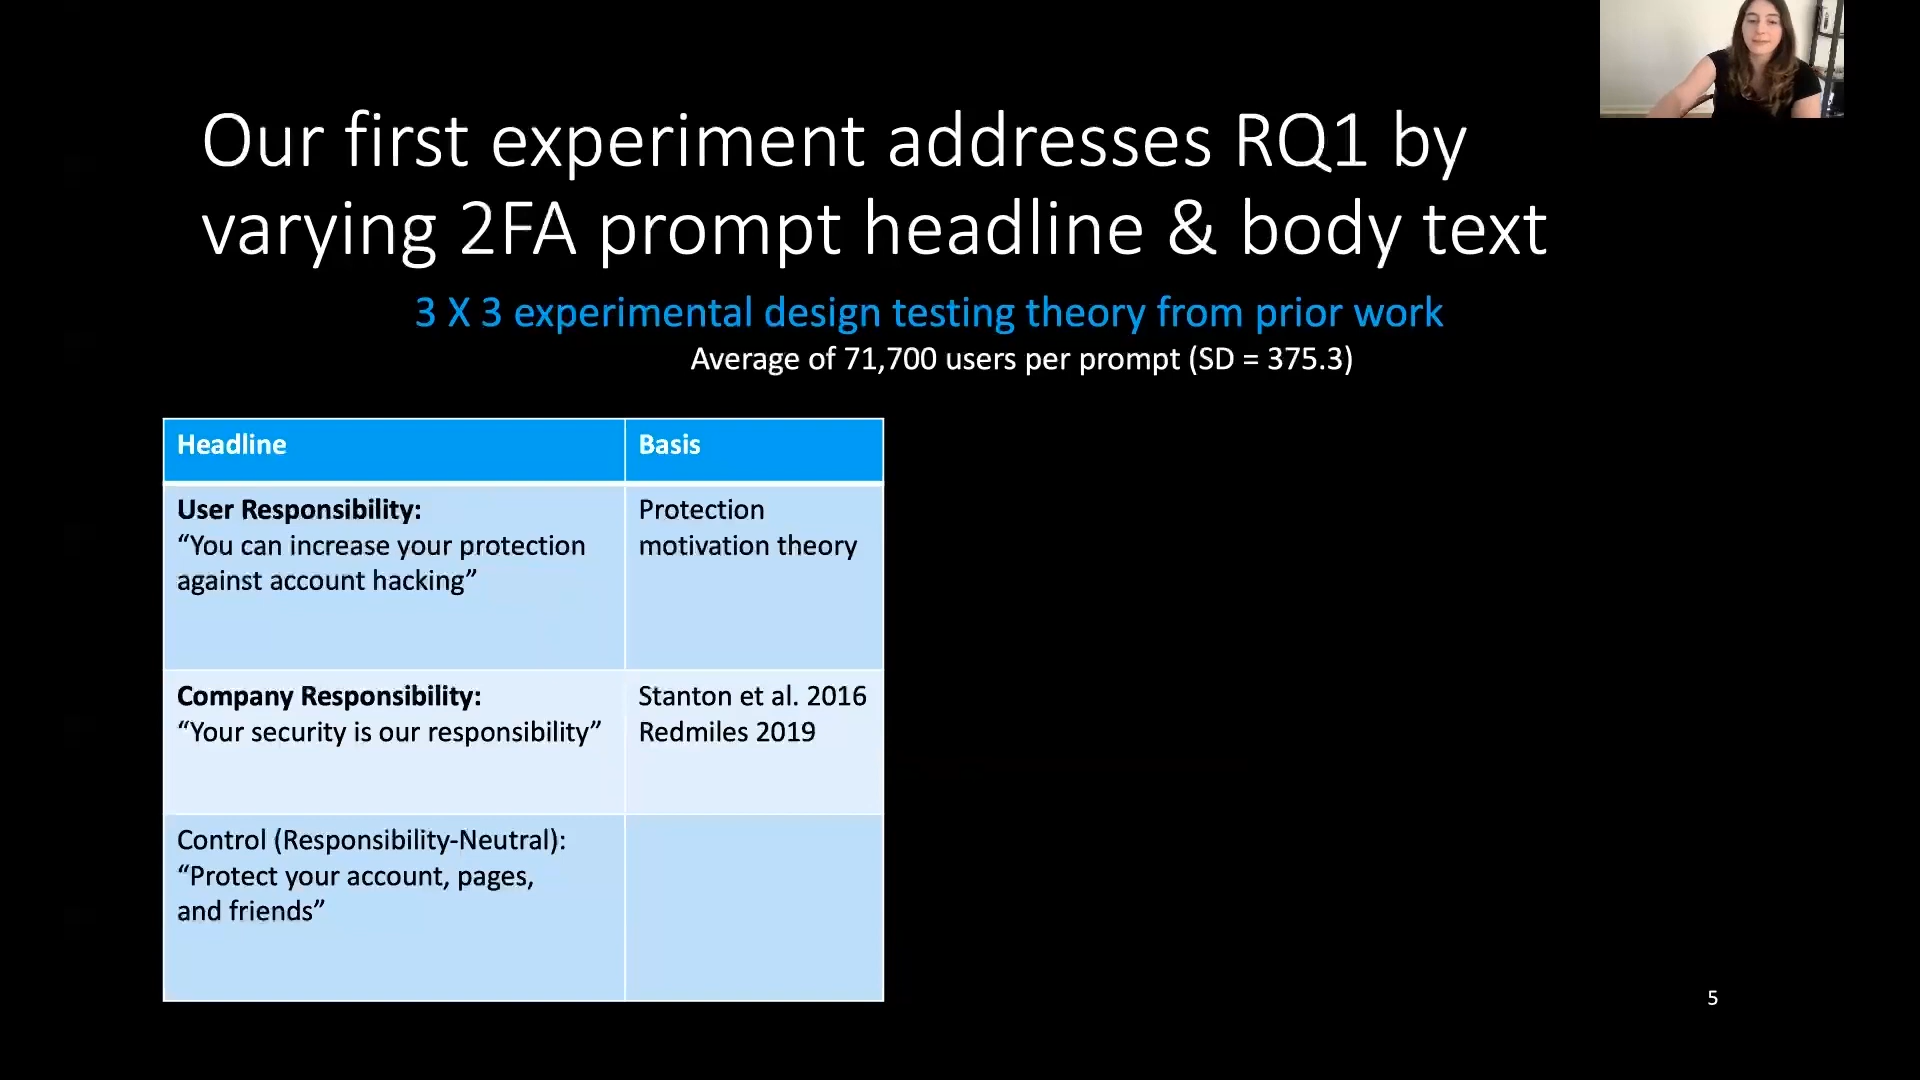 Our first experiment addresses RQ1 by
varying 2FA prompt headline & body text
3 X 3 experimental design testing theory from prior work
Average of 71,700 users per prompt (SD = 375.3)
Headline
Basis
User Responsibility:
“You can increase your protection
against account hacking”
Protection
motivation theory
Company Responsibility:
“Your security is our responsibility”
Stanton et al. 2016
Redmiles 2019
Control (Responsibility-Neutral):
“Protect your account, pages,
and friends”
5